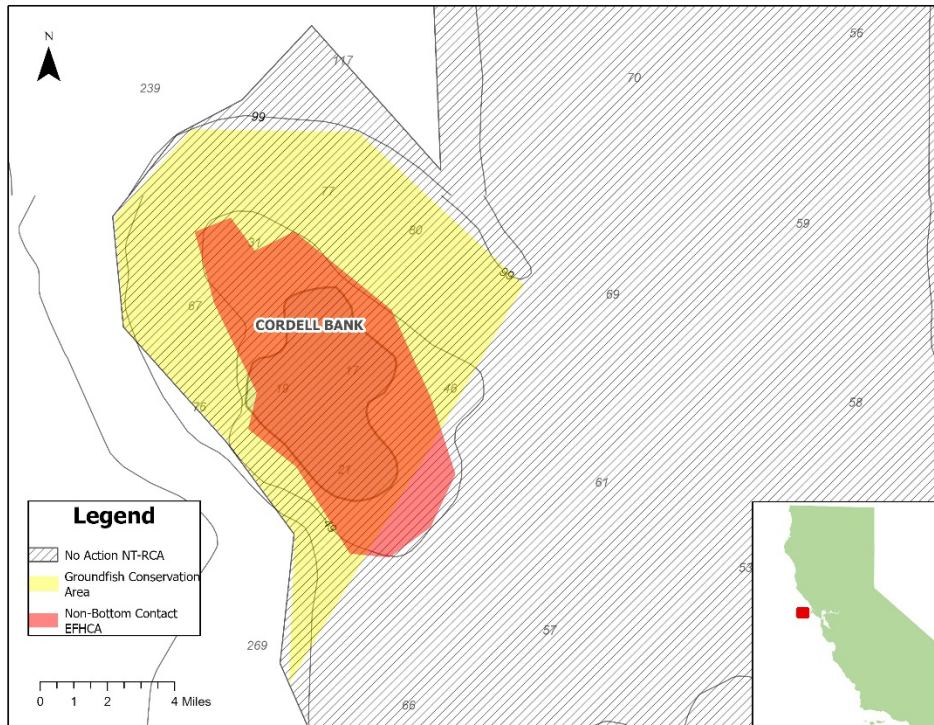 N
56
117
70
239
99
77
59
80
31
99
69
67
CORDELL BANK
17
19
46
76
58
21
61
49
53
57
269
66
Legend
No Action NT-RCA
Groundfish Conservation
Area
Non-Bottom Contact
EFHCA
0 1 2 4 Miles